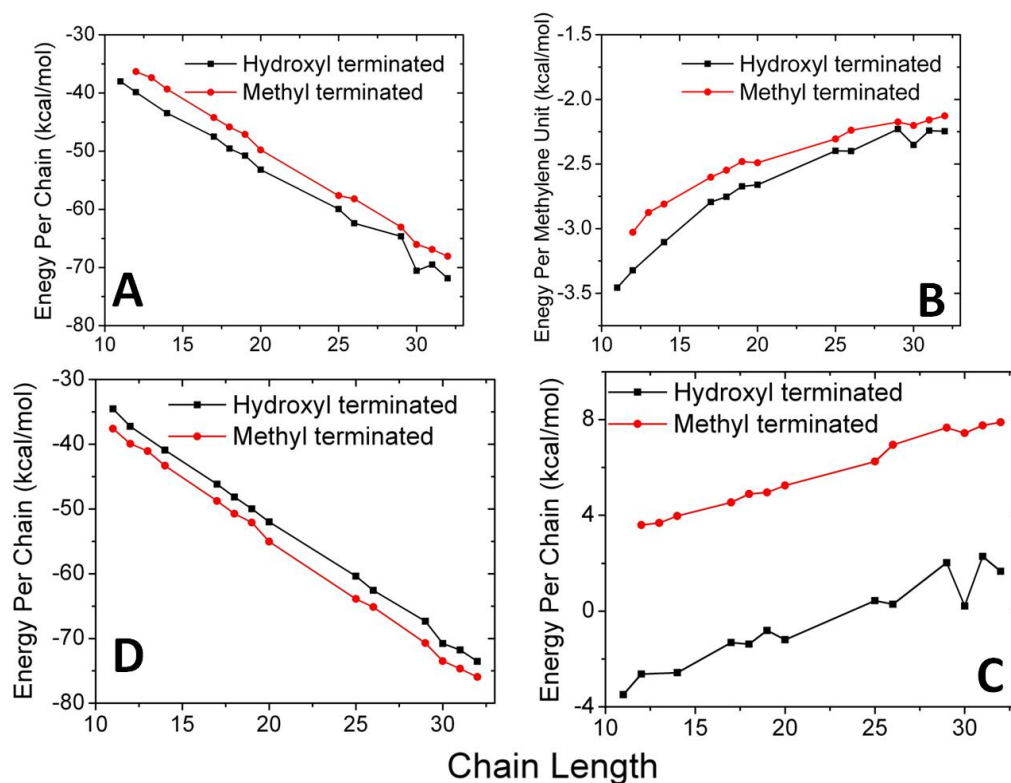 Enegy Per Chain (kcal/mol)
-30
-40
-50
-60
-70
-80
Hydroxyl terminated
Methyl terminated
A
10 15 20 25 30
Enegy Per Methylene Unit (kcal/mol)
-1.5
-2.0
-2.5
-3.0
-3.5
Hydroxyl terminated
Methyl terminated
B
10 15 20 25 30
Energy Per Chain (kcal/mol)
-30
-40
-50
-60
-70
-80
Hydroxyl terminated
Methyl terminated
D
10 15 20 25 30
Energy Per Chain (kcal/mol)
8
4
0
-4
Hydroxyl terminated
Methyl terminated
C
10 15 20 25 30
Chain Length